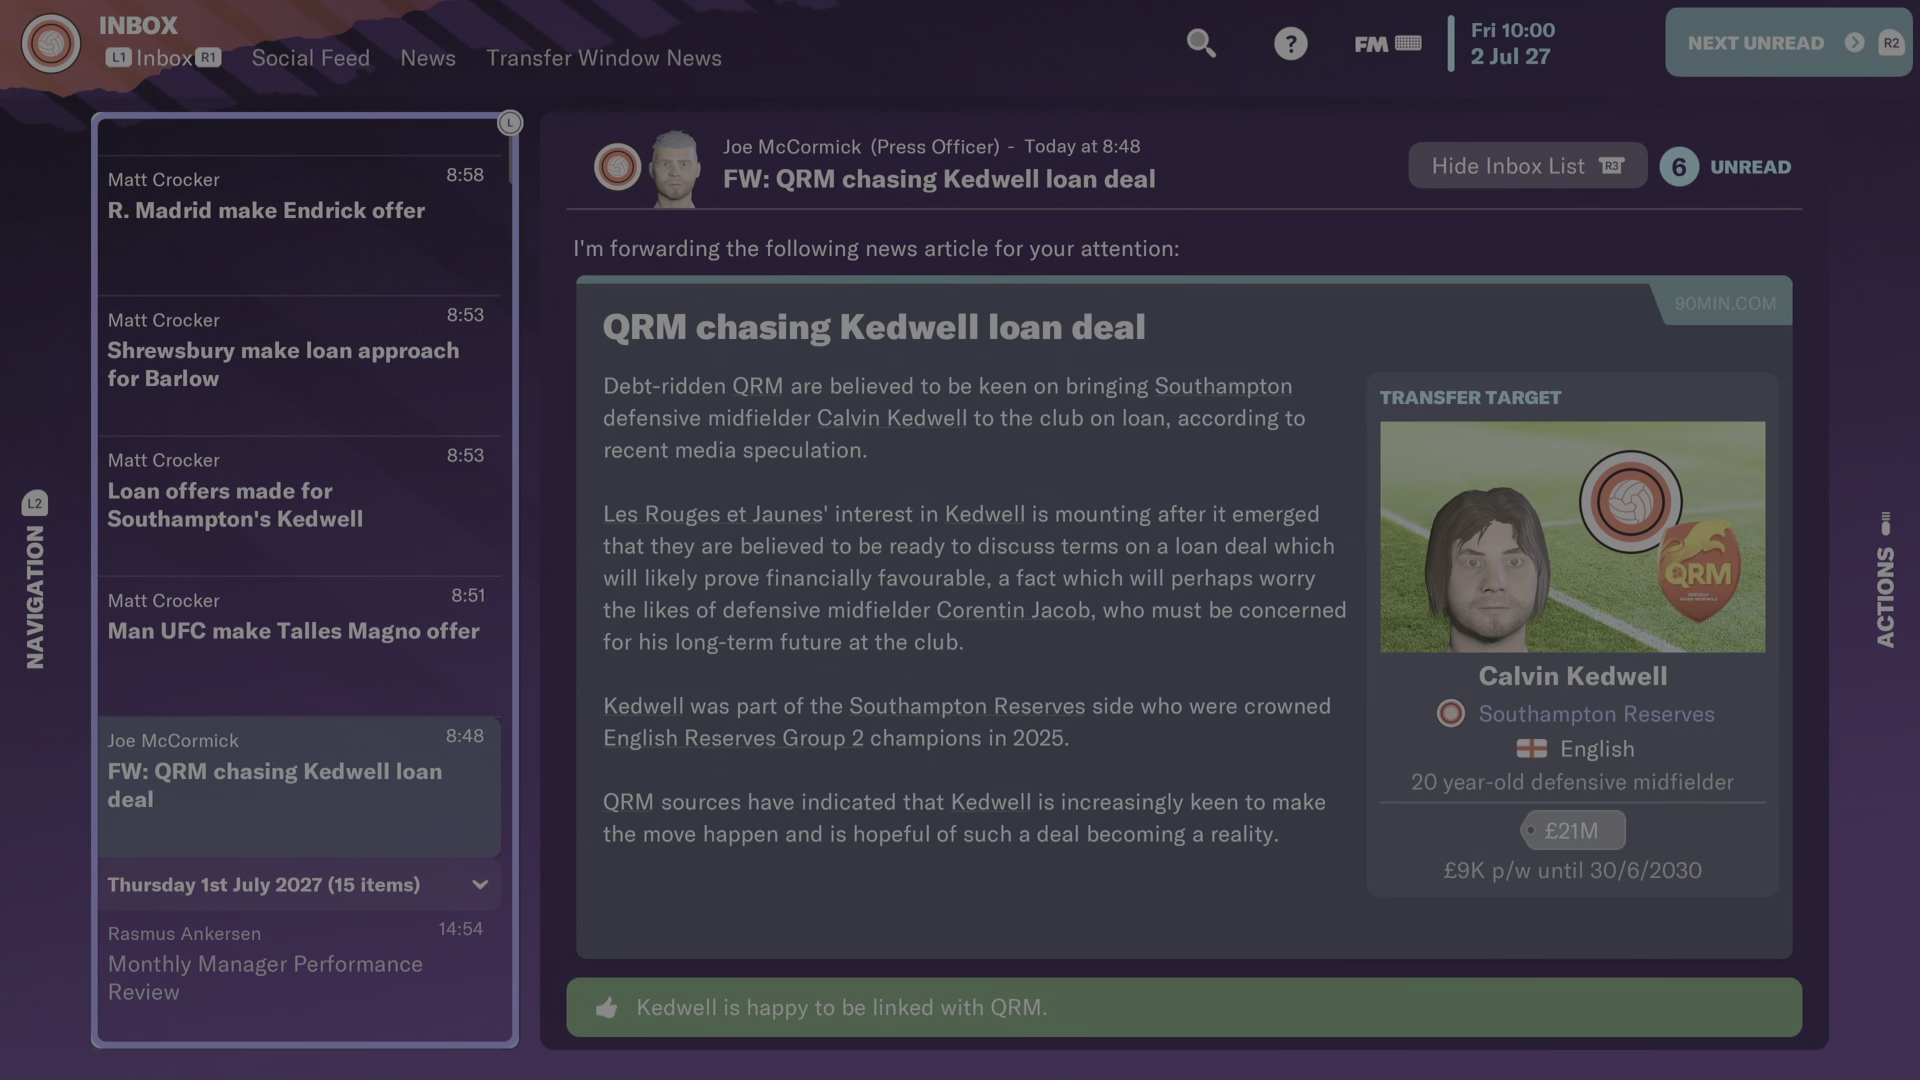 INBOX
L1 Inbox R1 Social Feed News Transfer Window News
?
FM
Fri 10:00
2 Jul 27
NEXT UNREAD R2
L
Matt Crocker 8:58
R. Madrid make Endrick offer
Matt Crocker 8:53
Shrewsbury make loan approach
for Barlow
Matt Crocker 8:53
Loan offers made for
Southampton's Kedwell
Matt Crocker 8:51
Man UFC make Talles Magno offer
Joe McCormick 8:48
FW: QRM chasing Kedwell loan
deal
Thursday 1st July 2027 (15 items)
Rasmus Ankersen 14:54
Monthly Manager Performance
Review
L2
NAVIGATION
Joe McCormick (Press Officer) - Today at 8:48
FW: QRM chasing Kedwell loan deal
Hide Inbox List R3
6 UNREAD
I'm forwarding the following news article for your attention:
90MIN.COM
QRM chasing Kedwell loan deal
Debt-ridden QRM are believed to be keen on bringing Southampton
defensive midfielder Calvin Kedwell to the club on loan, according to
recent media speculation.
Les Rouges et Jaunes' interest in Kedwell is mounting after it emerged
that they are believed to be ready to discuss terms on a loan deal which
will likely prove financially favourable, a fact which will perhaps worry
the likes of defensive midfielder Corentin Jacob, who must be concerned
for his long-term future at the club.
Kedwell was part of the Southampton Reserves side who were crowned
English Reserves Group 2 champions in 2025.
QRM sources have indicated that Kedwell is increasingly keen to make
the move happen and is hopeful of such a deal becoming a reality.
TRANSFER TARGET
QRM
Calvin Kedwell
Southampton Reserves
English
20 year-old defensive midfielder
£21M
£9K p/w until 30/6/2030
Kedwell is happy to be linked with QRM.
ACTIONS